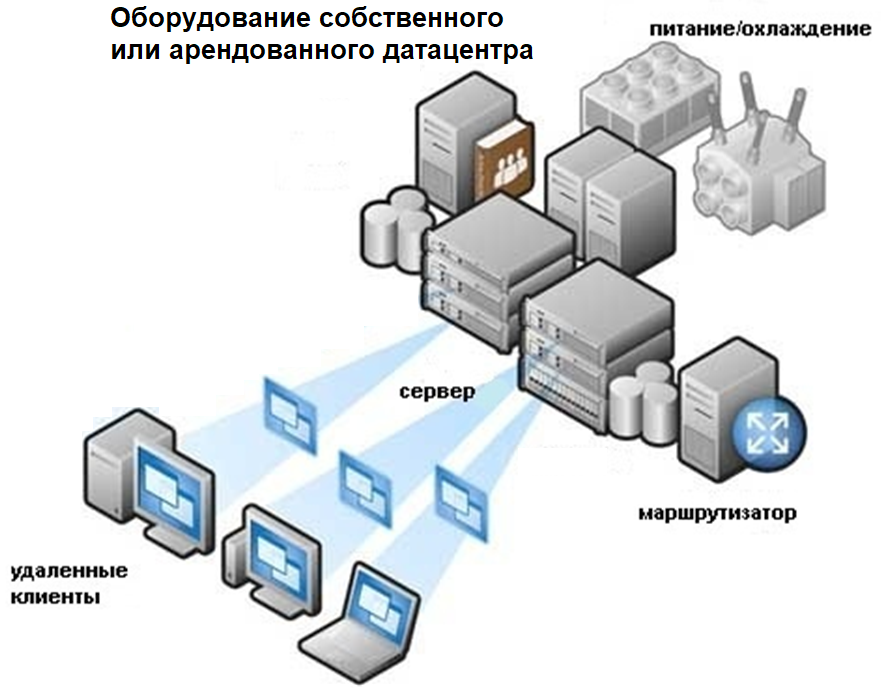 Оборудование собственного
или арендованного датацентра
питание/охлаждение
сервер
маршрутизатор
удаленные
клиенты